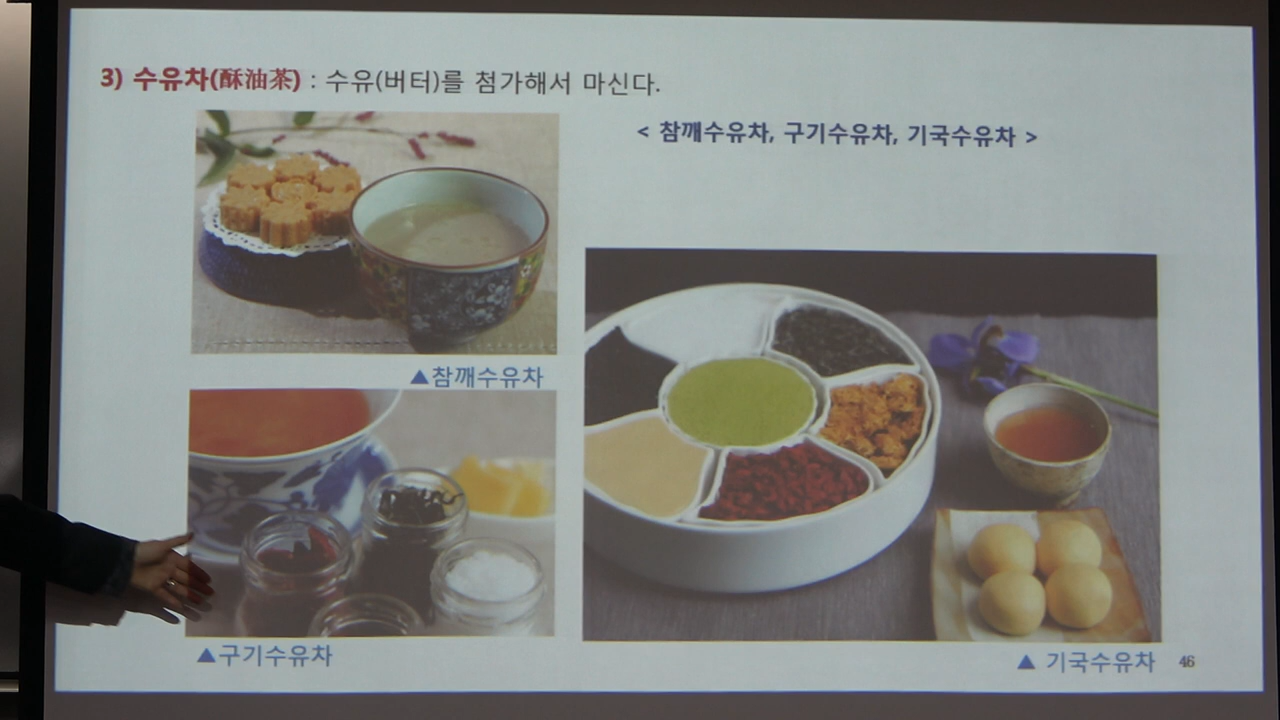 3) 수유차(酥油茶) : 수유(버터)를 첨가해서 마신다.
< 참깨수유차, 구기수유차, 기국수유차 >
▲참깨수유차
▲구기수유차
▲ 기국수유차
46